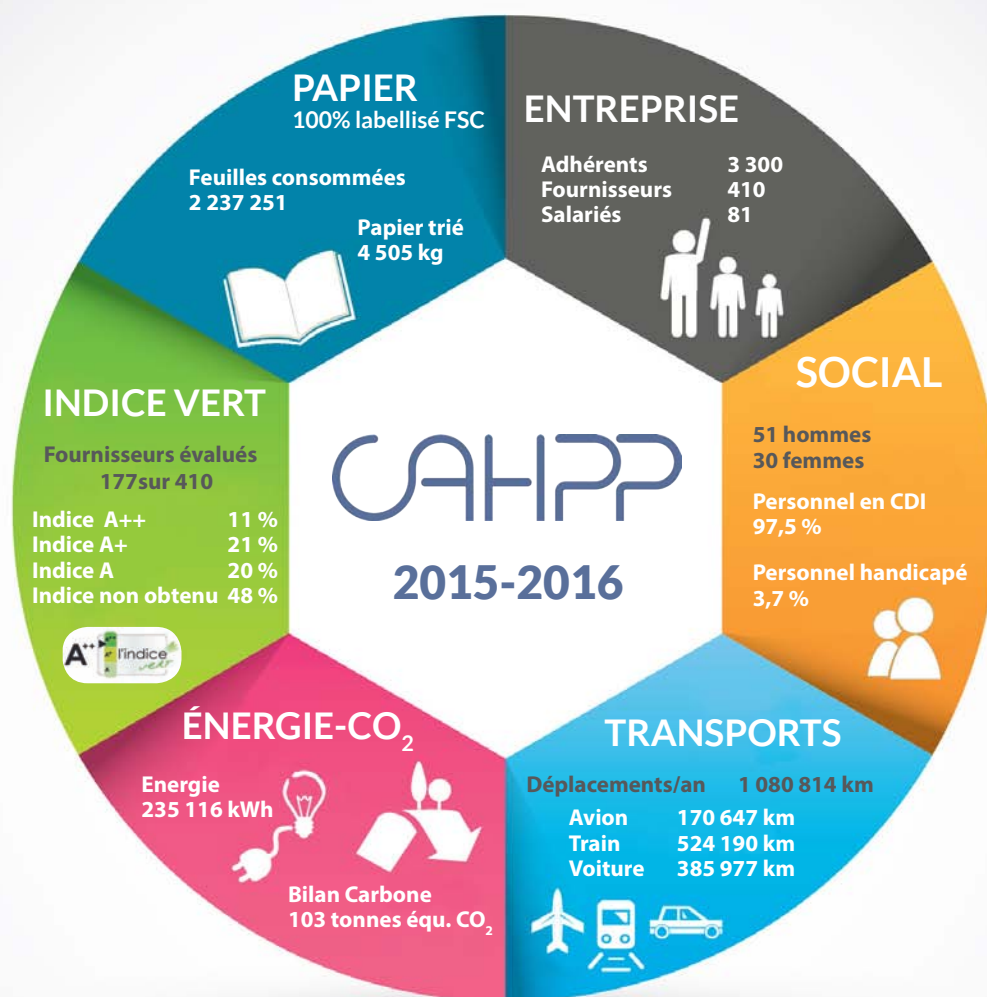 PAPIER
100% labellisé FSC
Feuilles consommées
2 237 251
Papier trié
4 505 kg
ENTREPRISE
Adhérents 3 300
Fournisseurs 410
Salariés 81
SOCIAL
51 hommes
30 femmes
Personnel en CDI
97,5 %
Personnel handicapé
3,7 %
TRANSPORTS
Déplacements/an 1 080 814 km
Avion 170 647 km
Train 524 190 km
Voiture 385 977 km
ÉNERGIE-CO₂
Energie
235 116 kWh
Bilan Carbone
103 tonnes équ. CO₂
INDICE VERT
Fournisseurs évalués
177sur 410
Indice A++ 11 %
Indice A+ 21 %
Indice A 20 %
Indice non obtenu 48 %
A++ l'indice
vert
CAHPP
2015-2016